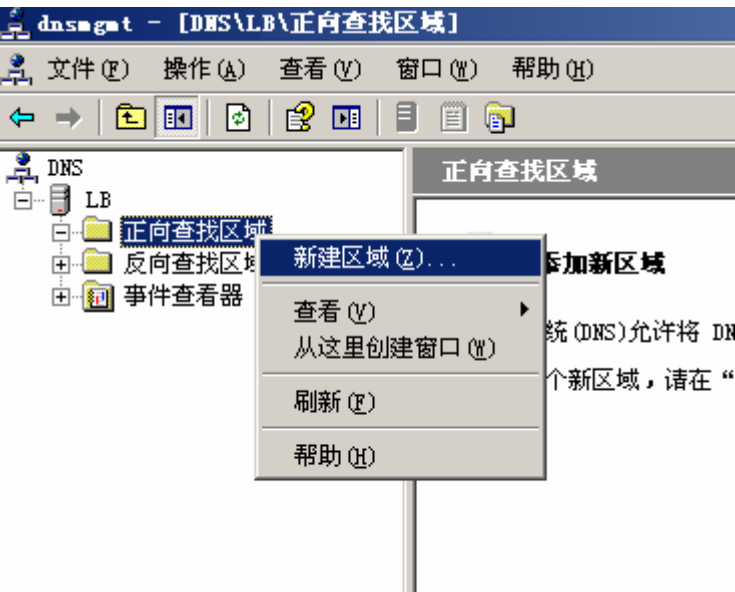 dnsmgmt - [DNS\LB\正向查找区域]
文件(F) 操作(A) 查看(V) 窗口(W) 帮助(H)
DNS
LB
正向查找区域
反向查找区
事件查看器
正向查找区域
新建区域(Z)...
查看(V)
从这里创建窗口(W)
刷新(F)
帮助(H)
添加新区域
统(DNS)允许将 DN
个新区域，请在“